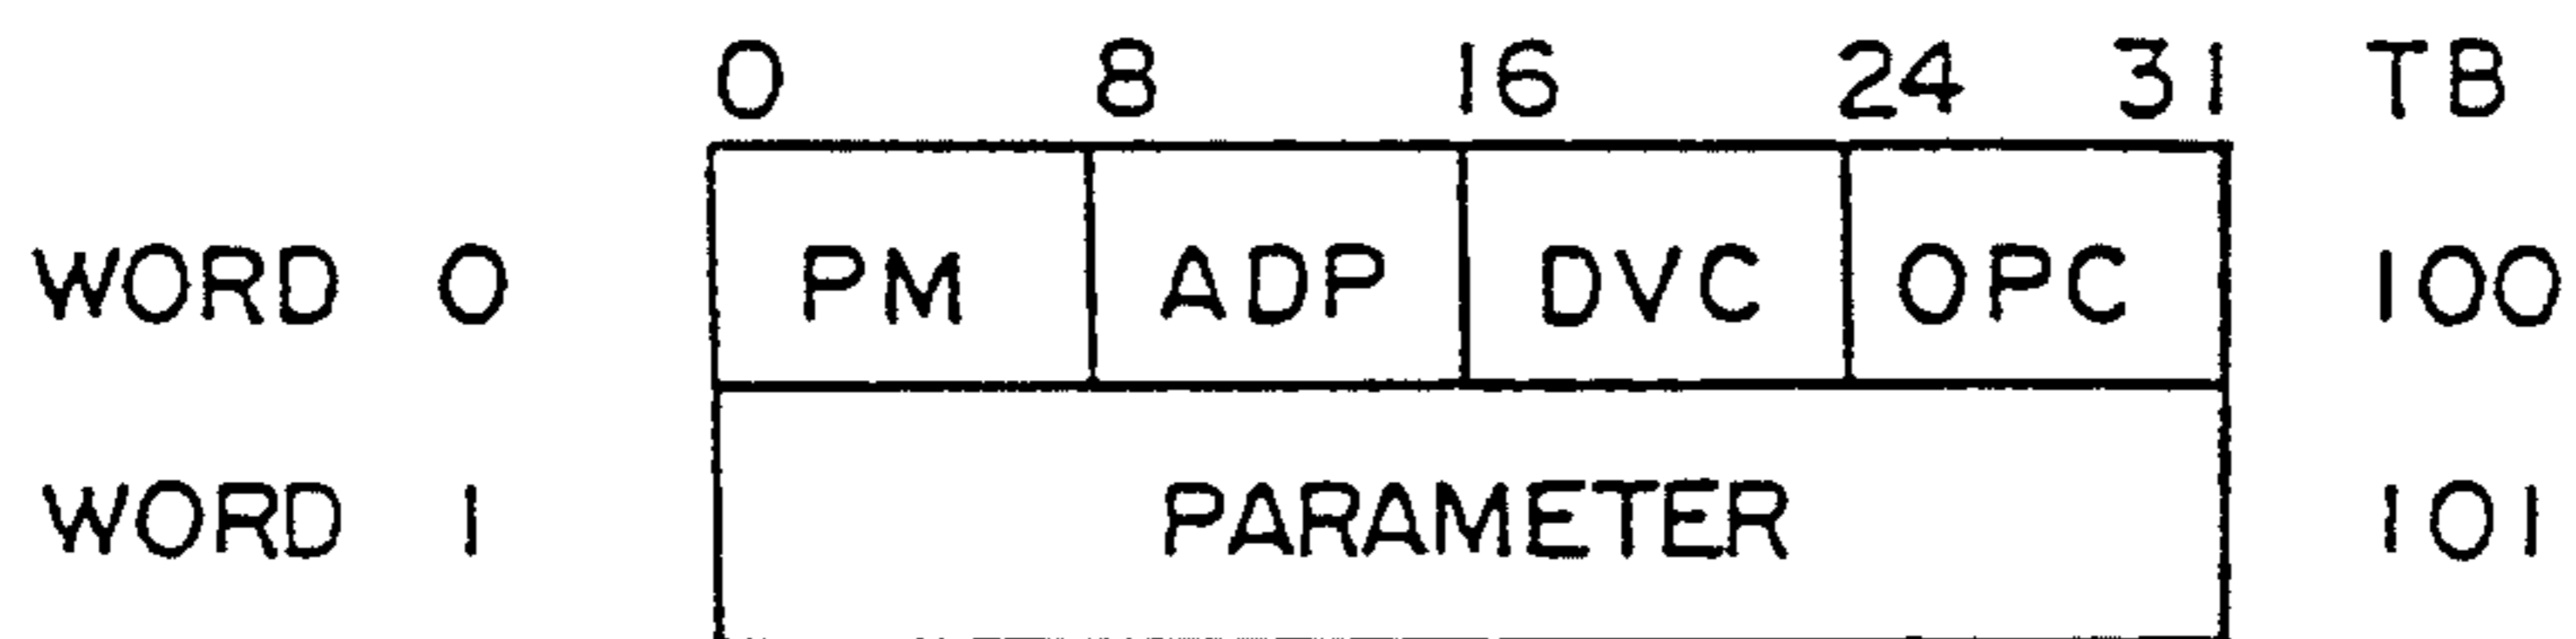 0 8 16 24 31 TB
WORD 0 PM ADP DVC OPC 100
WORD 1 PARAMETER 101